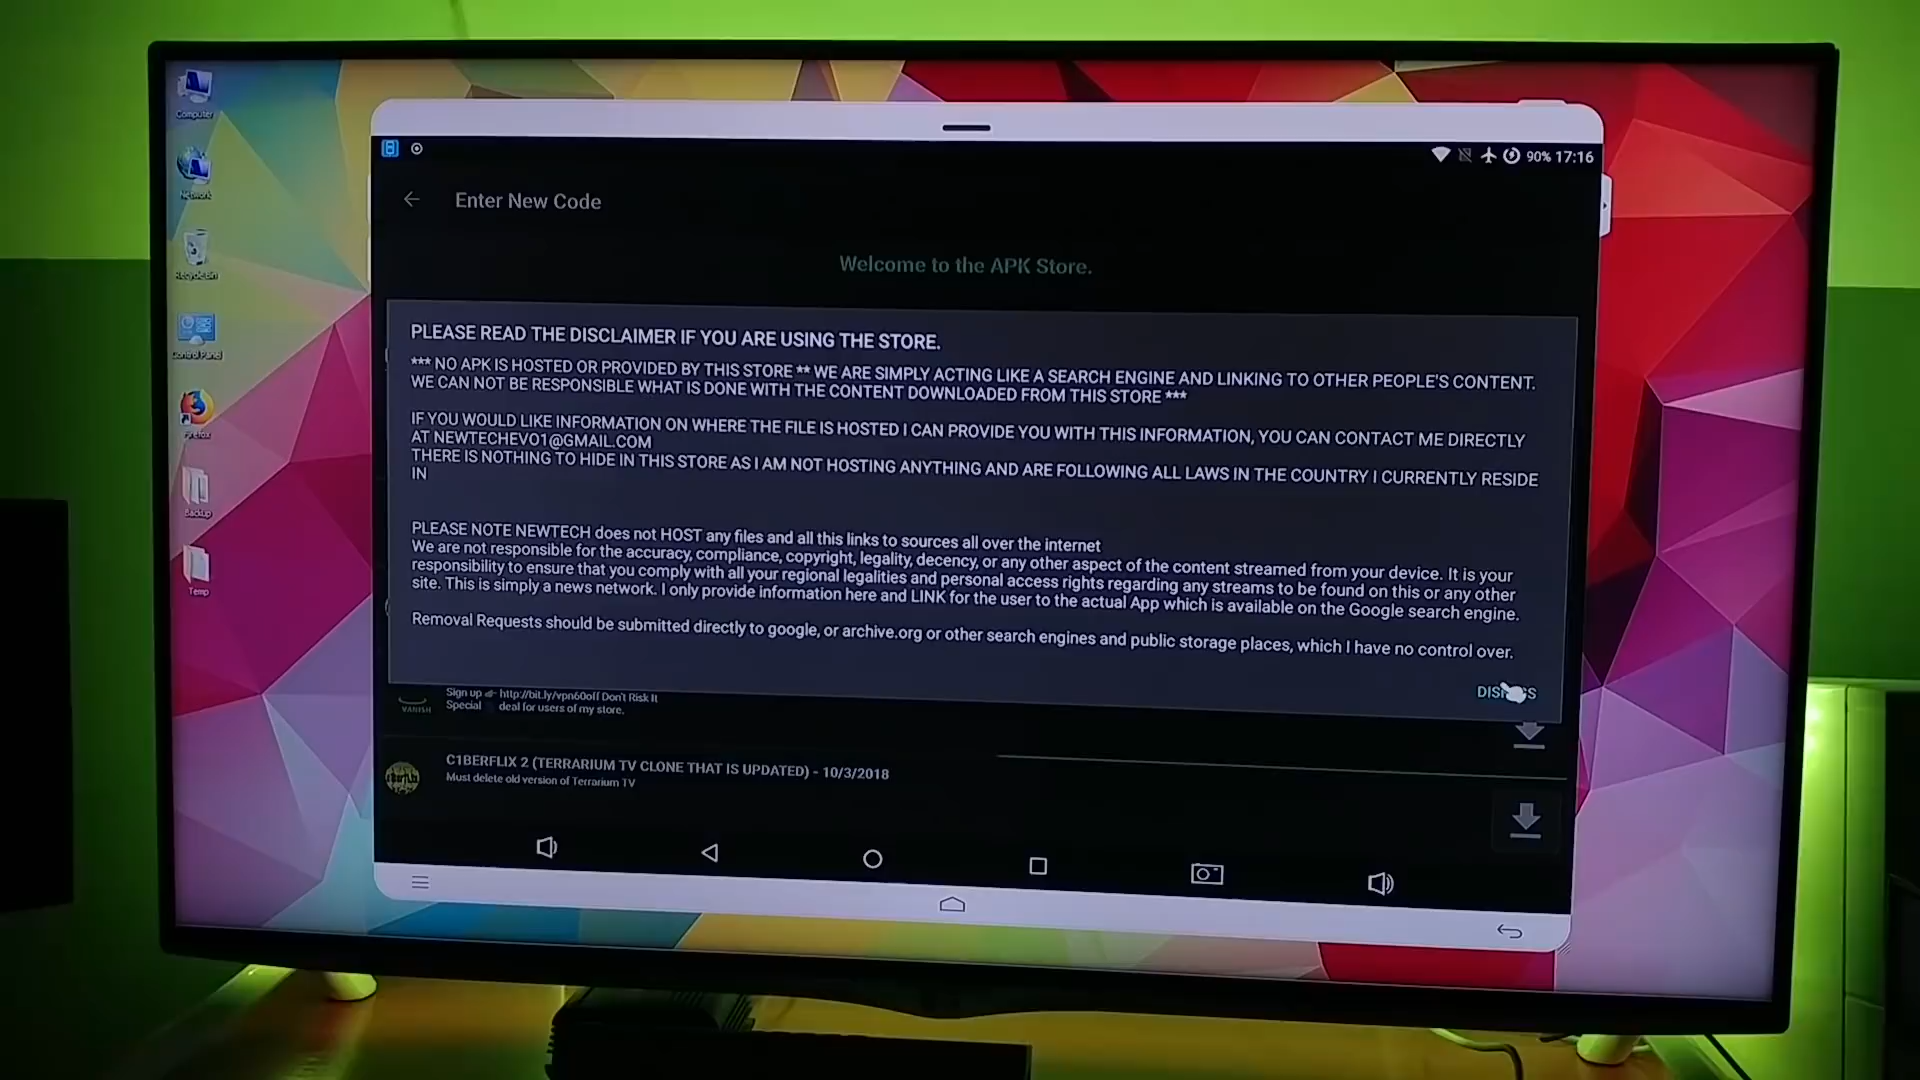 Computer
Network
Recycle Bin
Control Panel
Firefox
Backup
Temp
90% 17:16
Enter New Code
Welcome to the APK Store.
PLEASE READ THE DISCLAIMER IF YOU ARE USING THE STORE.
*** NO APK IS HOSTED OR PROVIDED BY THIS STORE ** WE ARE SIMPLY ACTING LIKE A SEARCH ENGINE AND LINKING TO OTHER PEOPLE'S CONTENT.
WE CAN NOT BE RESPONSIBLE WHAT IS DONE WITH THE CONTENT DOWNLOADED FROM THIS STORE ***
IF YOU WOULD LIKE INFORMATION ON WHERE THE FILE IS HOSTED I CAN PROVIDE YOU WITH THIS INFORMATION, YOU CAN CONTACT ME DIRECTLY
AT NEWTECHEVO1@GMAIL.COM
THERE IS NOTHING TO HIDE IN THIS STORE AS I AM NOT HOSTING ANYTHING AND ARE FOLLOWING ALL LAWS IN THE COUNTRY I CURRENTLY RESIDE
IN
PLEASE NOTE NEWTECH does not HOST any files and all this links to sources all over the internet
We are not responsible for the accuracy, compliance, copyright, legality, decency, or any other aspect of the content streamed from your device. It is your
responsibility to ensure that you comply with all your regional legalities and personal access rights regarding any streams to be found on this or any other
site. This is simply a news network. I only provide information here and LINK for the user to the actual App which is available on the Google search engine.
Removal Requests should be submitted directly to google, or archive.org or other search engines and public storage places, which I have no control over.
VANISH
Sign up http://bit.ly/vpn60off Don't Risk It
Special deal for users of my store.
C1BERFLIX 2 (TERRARIUM TV CLONE THAT IS UPDATED) - 10/3/2018
Must delete old version of Terrarium TV